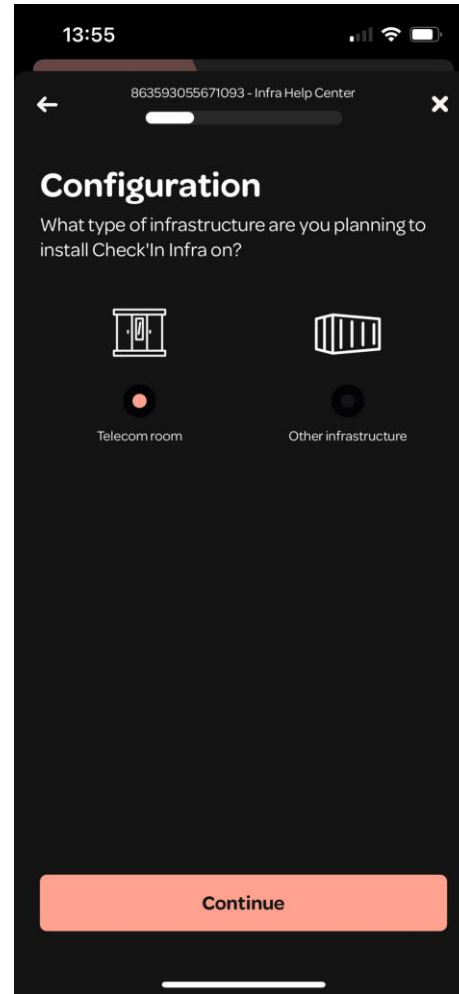 13:55
863593055671093 - Infra Help Center
Configuration
What type of infrastructure are you planning to
install Check'In Infra on?
Telecom room
Other infrastructure
Continue